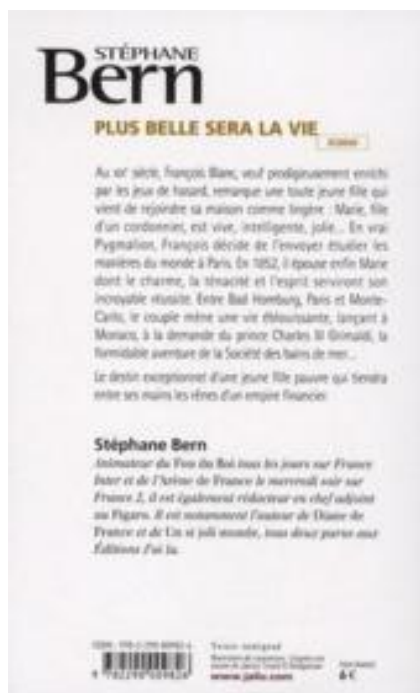 STÉPHANE
Bern
PLUS BELLE SERA LA VIE
ROMAN
Au XIXe siècle, François Blanc, veuf prodigieusement enrichi
par les jeux de hasard, remarque une toute jeune fille qui
vient de rejoindre sa maison comme lingère : Marie, fille
d'un cordonnier, est vive, intelligente, jolie... En vrai
Pygmalion, François décide de l'envoyer étudier les
manières du monde à Paris. En 1852, il épouse enfin Marie
dont le charme, la ténacité et l'esprit serviront son
incroyable réussite. Entre Bad Homburg, Paris et Monte-
Carlo, le couple mène une vie éblouissante, lançant à
Monaco, à la demande du prince Charles III Grimaldi, la
formidable aventure de la Société des bains de mer...
Le destin exceptionnel d'une jeune fille pauvre qui tiendra
entre ses mains les rênes d'un empire financier.
Stéphane Bern
Animateur du Fou du Roi tous les jours sur France
Inter et de l'Arène de France le mercredi soir sur
France 2, il est également rédacteur en chef adjoint
au Figaro. Il est notamment l'auteur de Diane de
France et de Un si joli monde, tous deux parus aux
Éditions J'ai lu.
Texte intégral
www.jailu.com
6 €